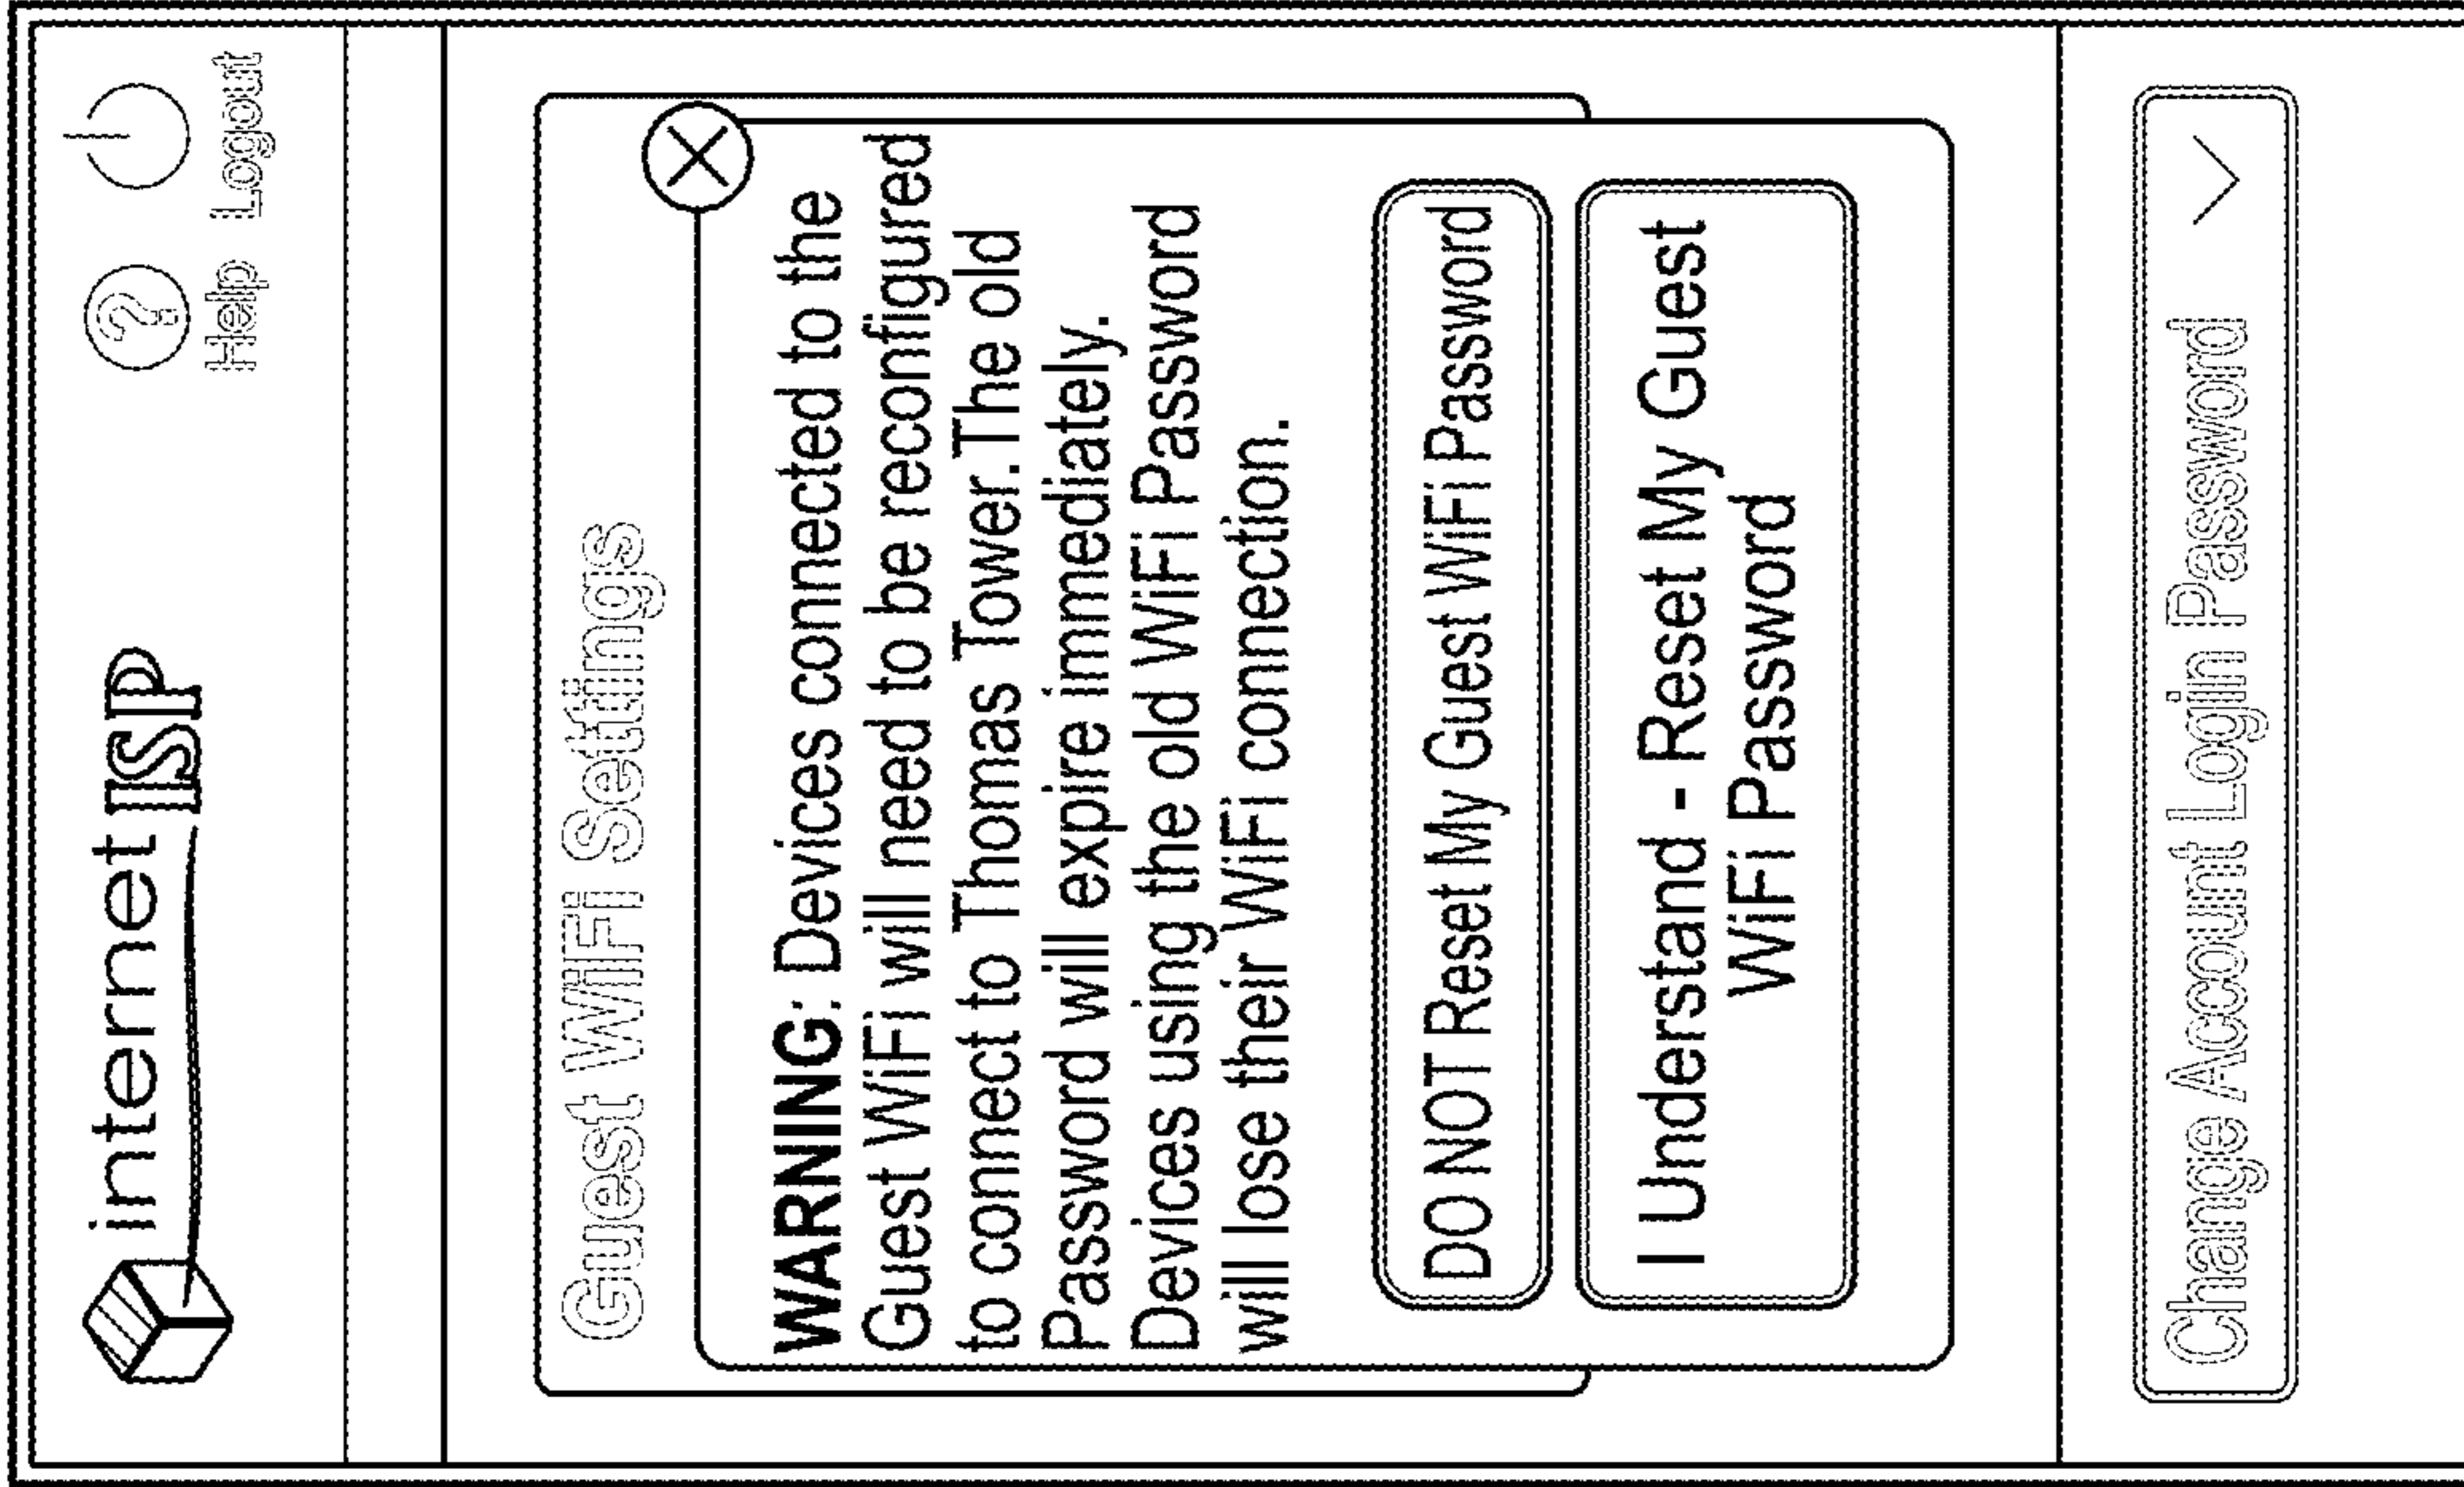 internet ISP
Help Logout
Guest WiFi Settings
WARNING: Devices connected to the
Guest WiFi will need to be reconfigured
to connect to Thomas Tower.The old
Password will expire immediately.
Devices using the old WiFi Password
will lose their WiFi connection.
DO NOT Reset My Guest WiFi Password
I Understand - Reset My Guest
WiFi Password
Change Account Login Password